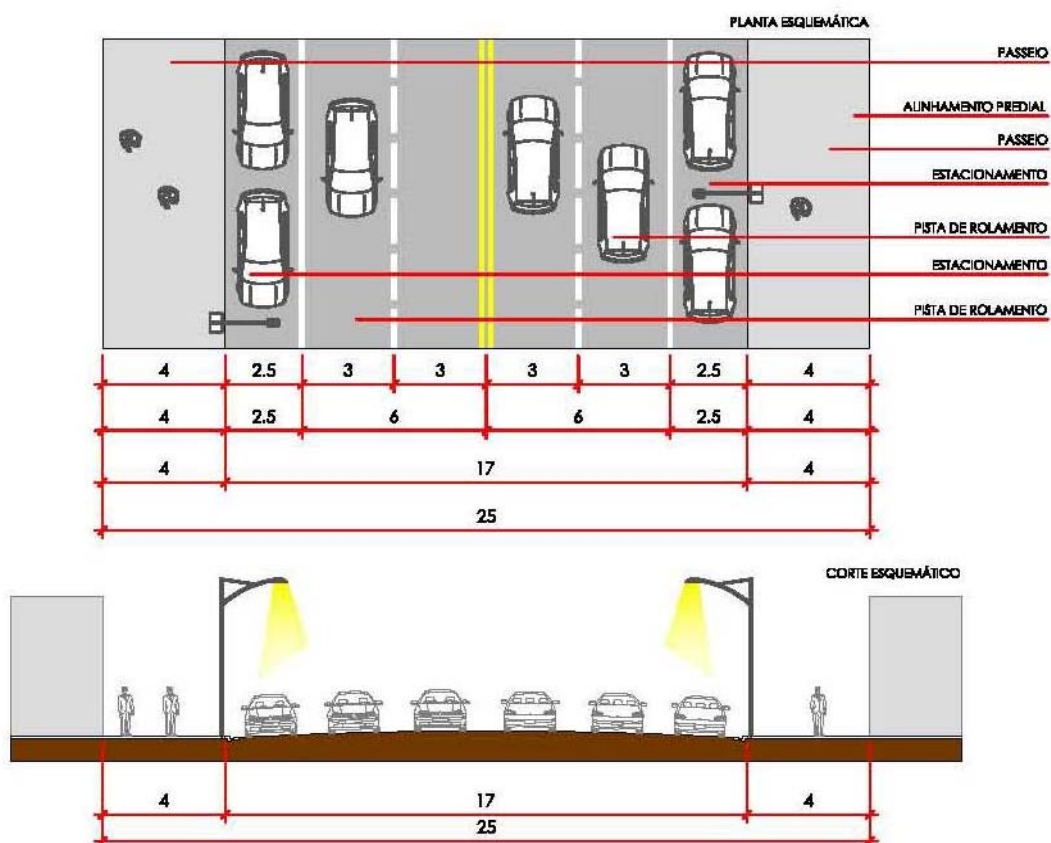 PLANTA ESQUEMÁTICA
PASSEIO
ALINHAMENTO PREDIAL
PASSEIO
ESTACIONAMENTO
PISTA DE ROLAMENTO
ESTACIONAMENTO
PISTA DE ROLAMENTO
4 2.5 3 3 3 3 2.5 4
4 2.5 6 6 2.5 4
4 17 4
25
CORTE ESQUEMÁTICO
4 17 4
25